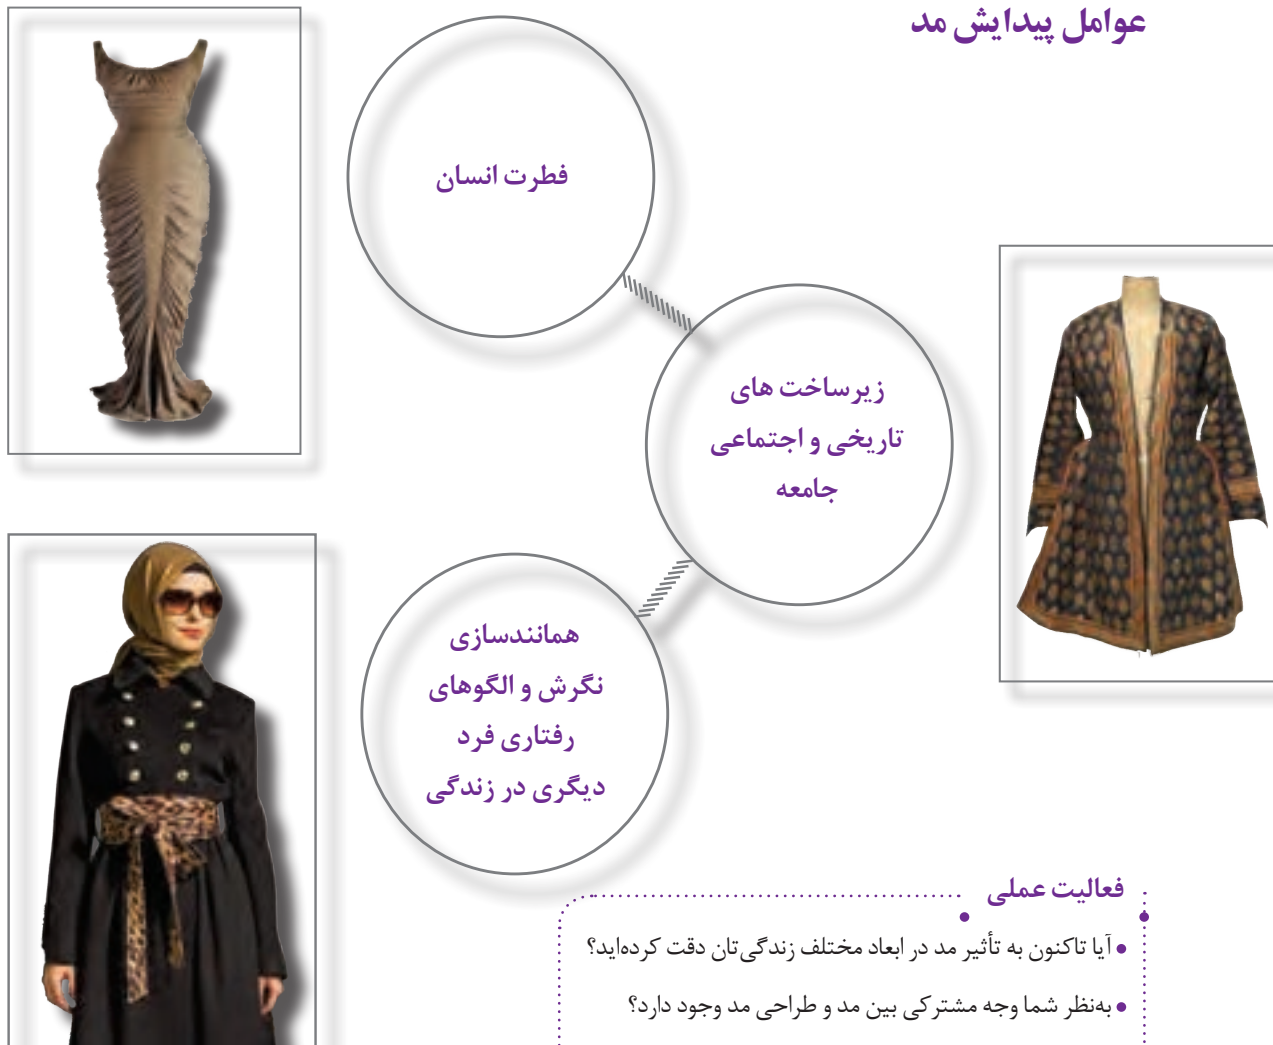 عوامل پیدایش مد
فطرت انسان
زیرساخت های
تاریخی و اجتماعی
جامعه
همانندسازی
نگرش و الگوهای
رفتاری فرد
دیگری در زندگی
فعالیت عملی
• آیا تاکنون به تأثیر مد در ابعاد مختلف زندگی‌تان دقت کرده‌اید؟
• به‌نظر شما وجه مشترکی بین مد و طراحی مد وجود دارد؟